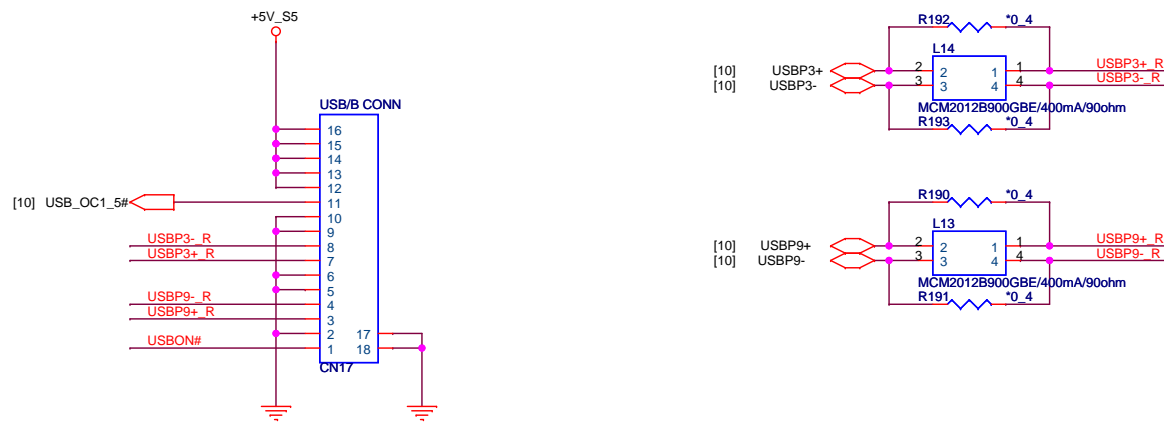 +5V_S5
USB/B CONN
16
15
14
13
12
[10] USB_OC1_5# 11
10
9
USBP3-_R 8
USBP3+_R 7
6
5
USBP9-_R 4
USBP9+_R 3
2 17
USBON# 1 18
CN17
R192 *0_4
L14
[10] USBP3+ 2 2 1 1 USBP3+_R
[10] USBP3- 3 3 4 4 USBP3-_R
MCM2012B900GBE/400mA/90ohm
R193 *0_4
R190 *0_4
L13
[10] USBP9+ 2 2 1 1 USBP9+_R
[10] USBP9- 3 3 4 4 USBP9-_R
MCM2012B900GBE/400mA/90ohm
R191 *0_4